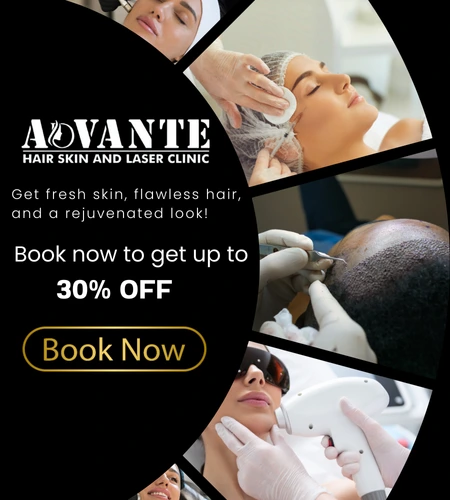 ADVANTE
HAIR SKIN AND LASER CLINIC
Get fresh skin, flawless hair,
and a rejuvenated look!
Book now to get up to
30% OFF
Book Now